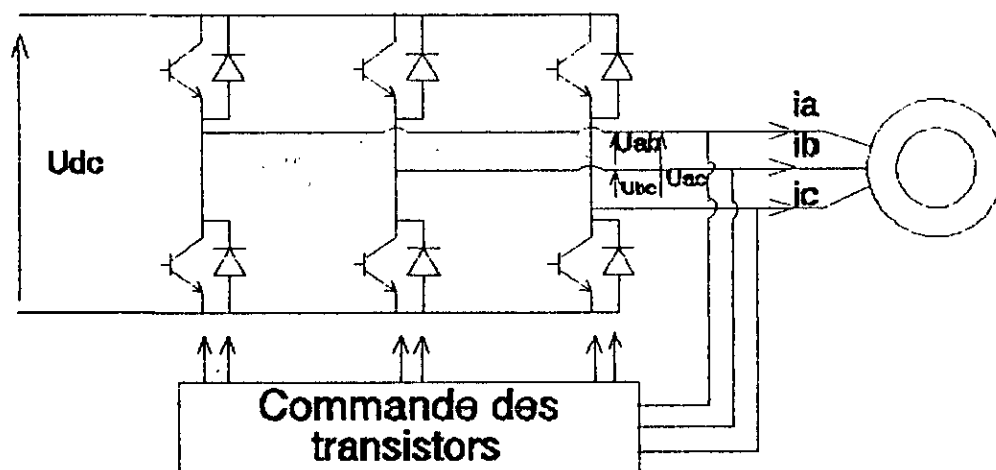 Udc
ia
Uab
ib
Ubc
Uac
ic
Commande des
transistors